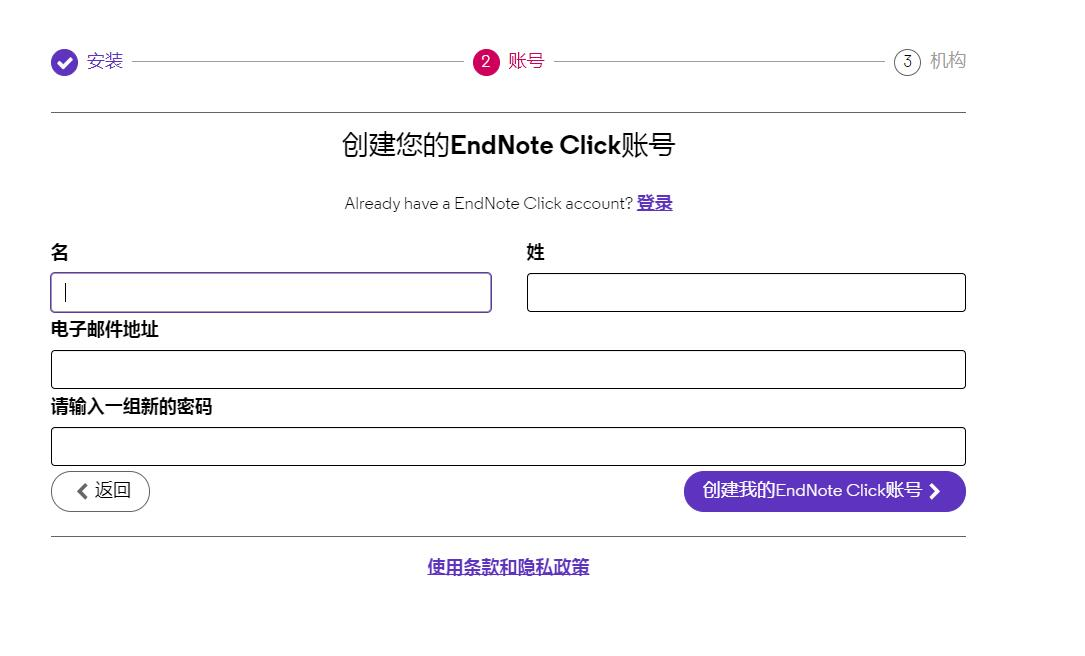 安装 2 账号 3 机构
创建您的EndNote Click账号
Already have a EndNote Click account? 登录
名 姓
电子邮件地址
请输入一组新的密码
返回 创建我的EndNote Click账号
使用条款和隐私政策